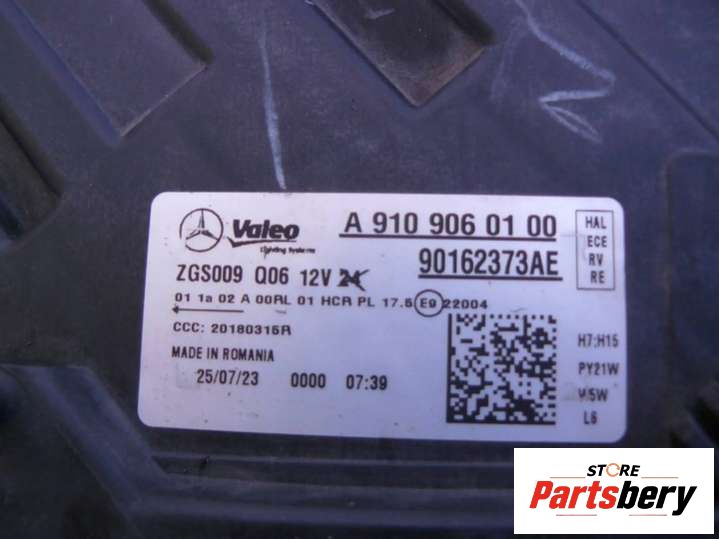 Valeo
Lighting Systems
A 910 906 01 00
90162373AE
HAL
ECE
RV
RE
ZGS009 Q06 12V 24
01 1a 02 A 00RL 01 HCR PL 17.5 E9 22004
CCC: 20180315R
MADE IN ROMANIA
25/07/23 0000 07:39
H7:H15
PY21W
W5W
L6
STORE
Partsbery